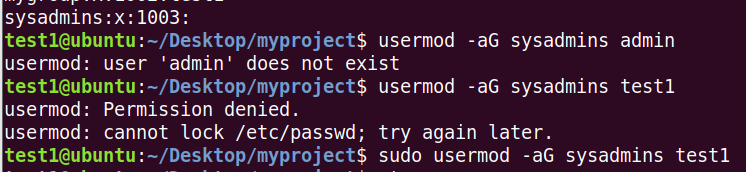 sysadmins:x:1003:
test1@ubuntu:~/Desktop/myproject$ usermod -aG sysadmins admin
usermod: user 'admin' does not exist
test1@ubuntu:~/Desktop/myproject$ usermod -aG sysadmins test1
usermod: Permission denied.
usermod: cannot lock /etc/passwd; try again later.
test1@ubuntu:~/Desktop/myproject$ sudo usermod -aG sysadmins test1